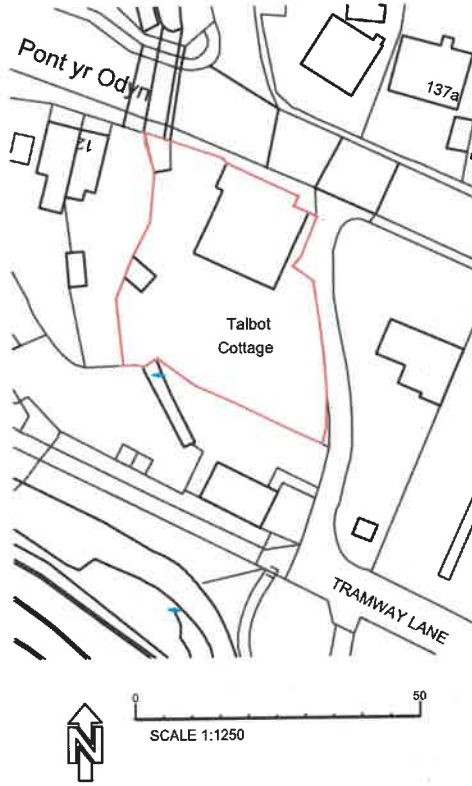 Pont yr Odyn
137a
12
Talbot
Cottage
TRAMWAY LANE
0
50
SCALE 1:1250
N